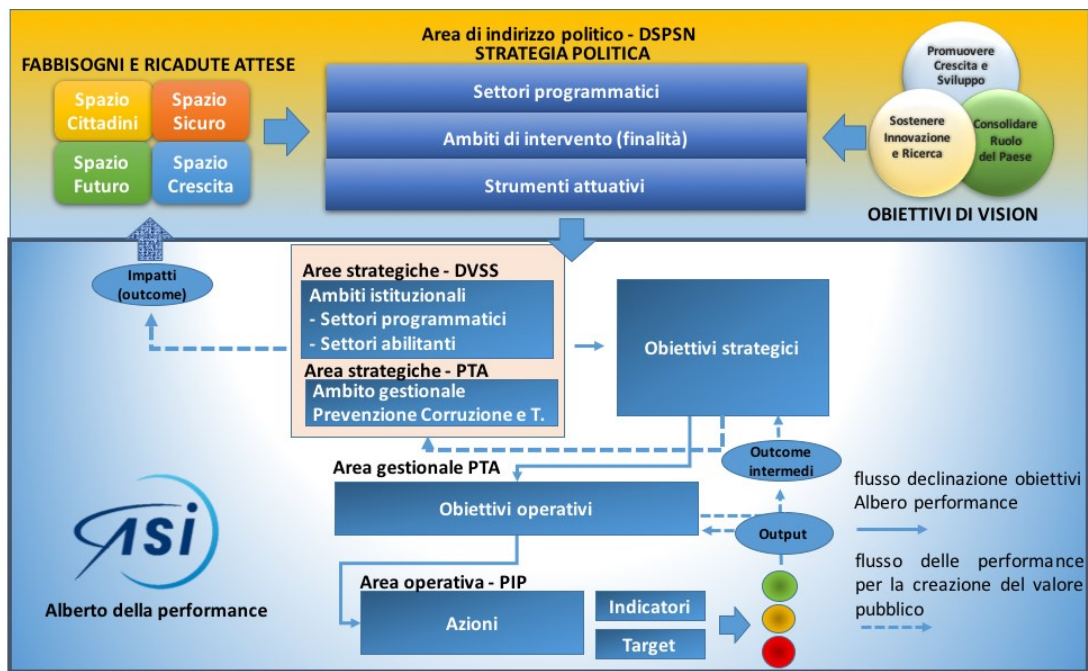 Area di indirizzo politico - DSPSN
STRATEGIA POLITICA
FABBISOGNI E RICADUTE ATTESE
Spazio
Cittadini
Spazio
Sicuro
Spazio
Futuro
Spazio
Crescita
Settori programmatici
Ambiti di intervento (finalità)
Strumenti attuativi
Promuovere
Crescita e
Sviluppo
Sostenere
Innovazione
e Ricerca
Consolidare
Ruolo
del Paese
OBIETTIVI DI VISION
Impatti
(outcome)
Aree strategiche - DVSS
Ambiti istituzionali
- Settori programmatici
- Settori abilitanti
Area strategiche - PTA
Ambito gestionale
Prevenzione Corruzione e T.
Obiettivi strategici
Outcome
intermedi
Area gestionale PTA
Obiettivi operativi
Output
Area operativa - PIP
Azioni
Indicatori
Target
flusso declinazione obiettivi
Albero performance
flusso delle performance
per la creazione del valore
pubblico
asi
Alberto della performance